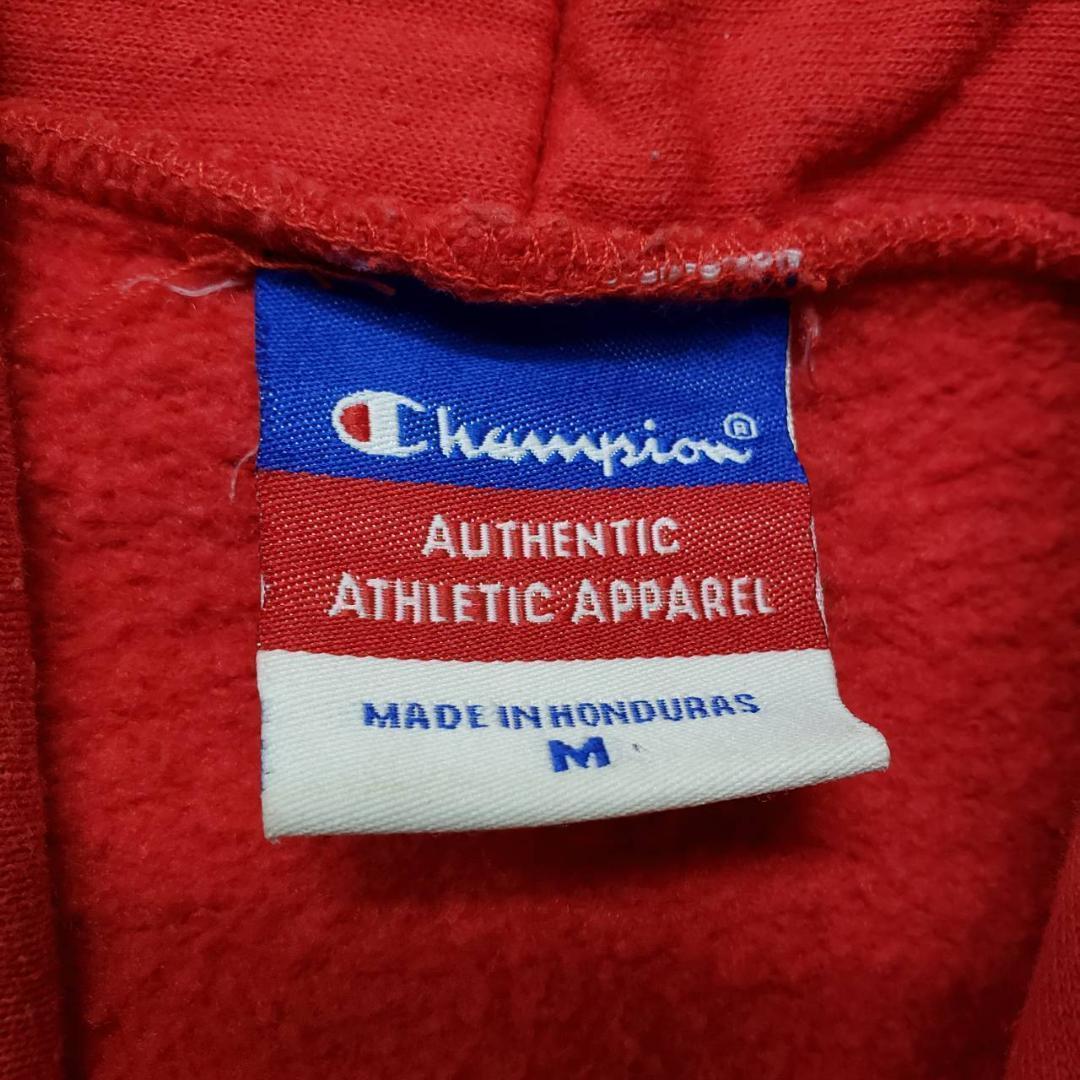 Champion®
AUTHENTIC
ATHLETIC APPAREL
MADE IN HONDURAS
M